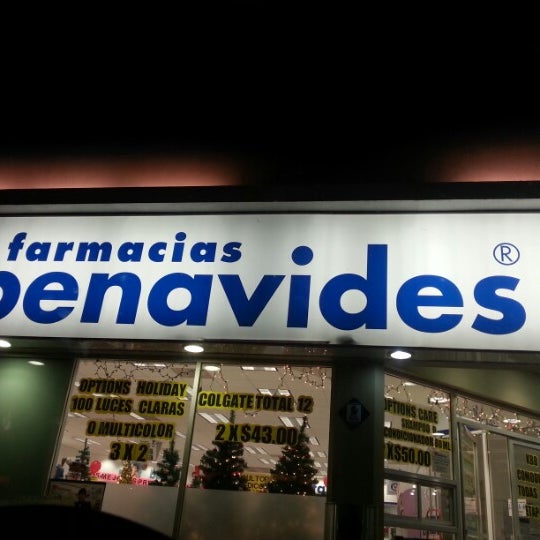 farmacias
benavides®
OPTIONS HOLIDAY
100 LUCES CLARAS
O MULTICOLOR
3 X 2
COLGATE TOTAL 12
2 X $43.00
OPTIONS CARE
SHAMPOO
X$50.00